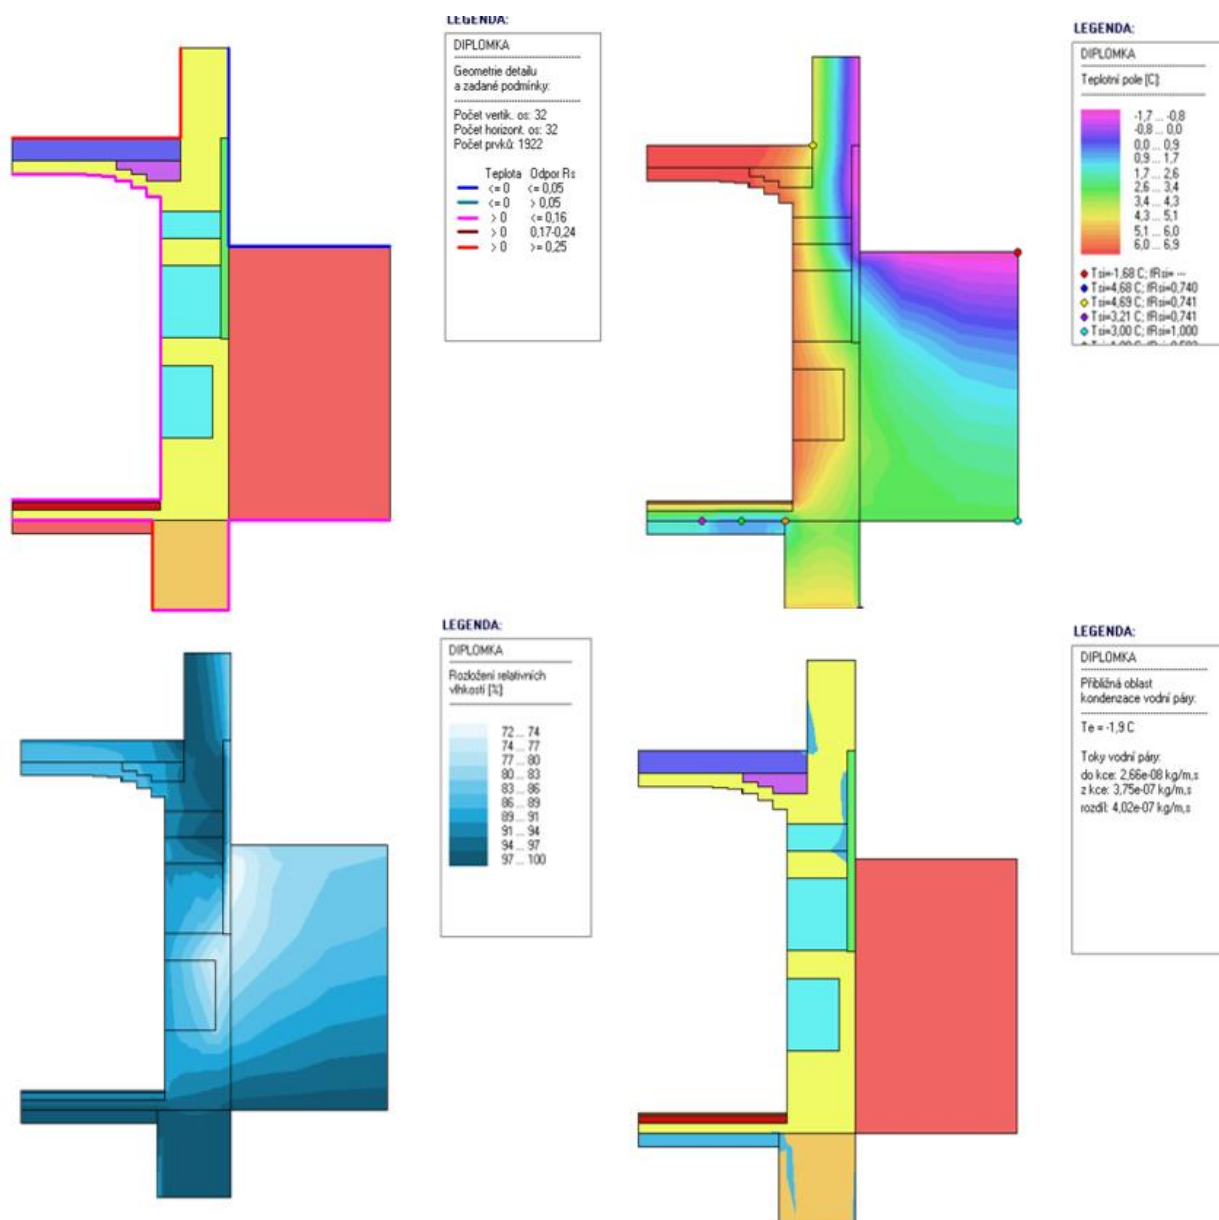 LEGENDA:
DIPLOMKA
Geometrie detailu
a zadané podmínky:
Počet vertik. os: 32
Počet horizont. os: 32
Počet prvků: 1922
Teplota Odpor Rs
<= 0 <= 0,05
<= 0 > 0,05
> 0 <= 0,16
> 0 0,17-0,24
> 0 >= 0,25
LEGENDA:
DIPLOMKA
Teplotní pole [C]:
-1,7 ... -0,8
-0,8 ... 0,0
0,0 ... 0,9
0,9 ... 1,7
1,7 ... 2,6
2,6 ... 3,4
3,4 ... 4,3
4,3 ... 5,1
5,1 ... 6,0
6,0 ... 6,9
Tsi=-1,68 C; fRsi= ---
Tsi=4,68 C; fRsi=0,740
Tsi=4,69 C; fRsi=0,741
Tsi=3,21 C; fRsi=0,741
Tsi=3,00 C; fRsi=1,000
LEGENDA:
DIPLOMKA
Rozložení relativních
vlhkostí [%]:
72 ... 74
74 ... 77
77 ... 80
80 ... 83
83 ... 86
86 ... 89
89 ... 91
91 ... 94
94 ... 97
97 ... 100
LEGENDA:
DIPLOMKA
Přibližná oblast
kondenzace vodní páry:
Te = -1,9 C
Toky vodní páry:
do kce: 2,66e-08 kg/m,s
z kce: 3,75e-07 kg/m,s
rozdíl: 4,02e-07 kg/m,s